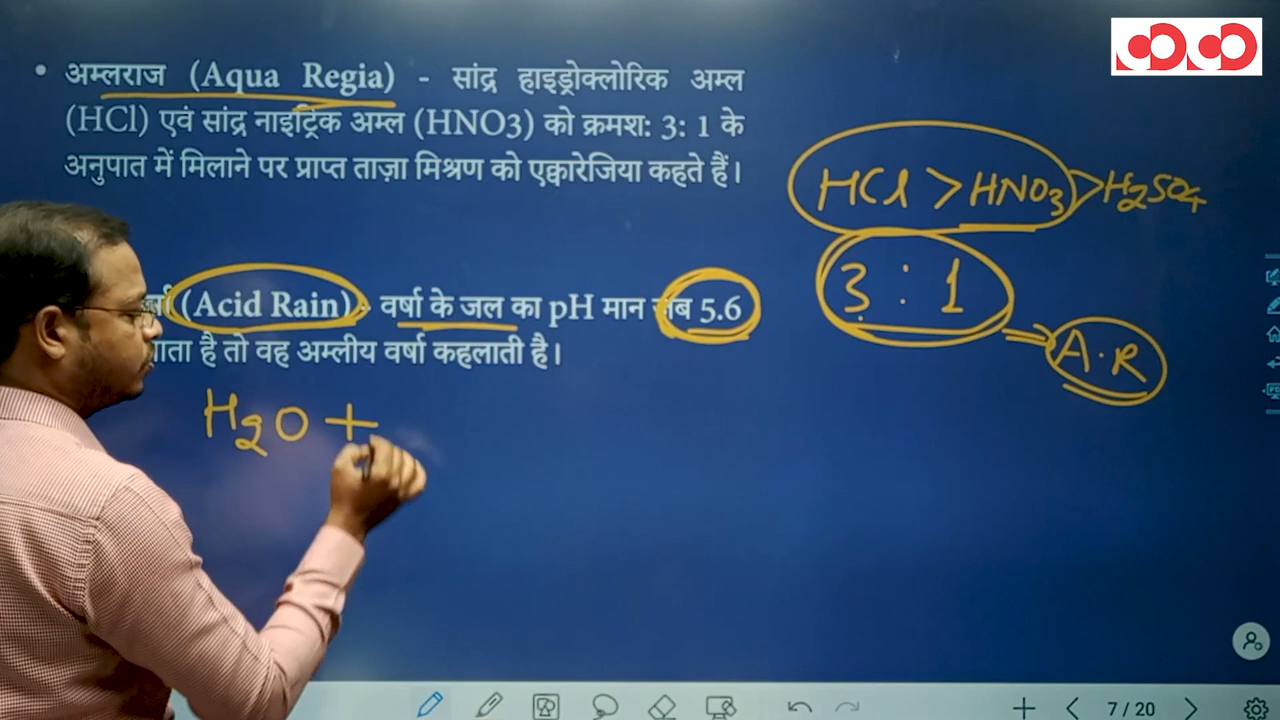 • अम्लराज (Aqua Regia) - सांद्र हाइड्रोक्लोरिक अम्ल
(HCl) एवं सांद्र नाइट्रिक अम्ल (HNO3) को क्रमश: 3: 1 के
अनुपात में मिलाने पर प्राप्त ताज़ा मिश्रण को एक्वारेजिया कहते हैं।
HCl > HNO3 > H2SO4
3 : 1
A.R
(Acid Rain) - वर्षा के जल का pH मान 5.6
है तो वह अम्लीय वर्षा कहलाती है।
H2O +
7 / 20